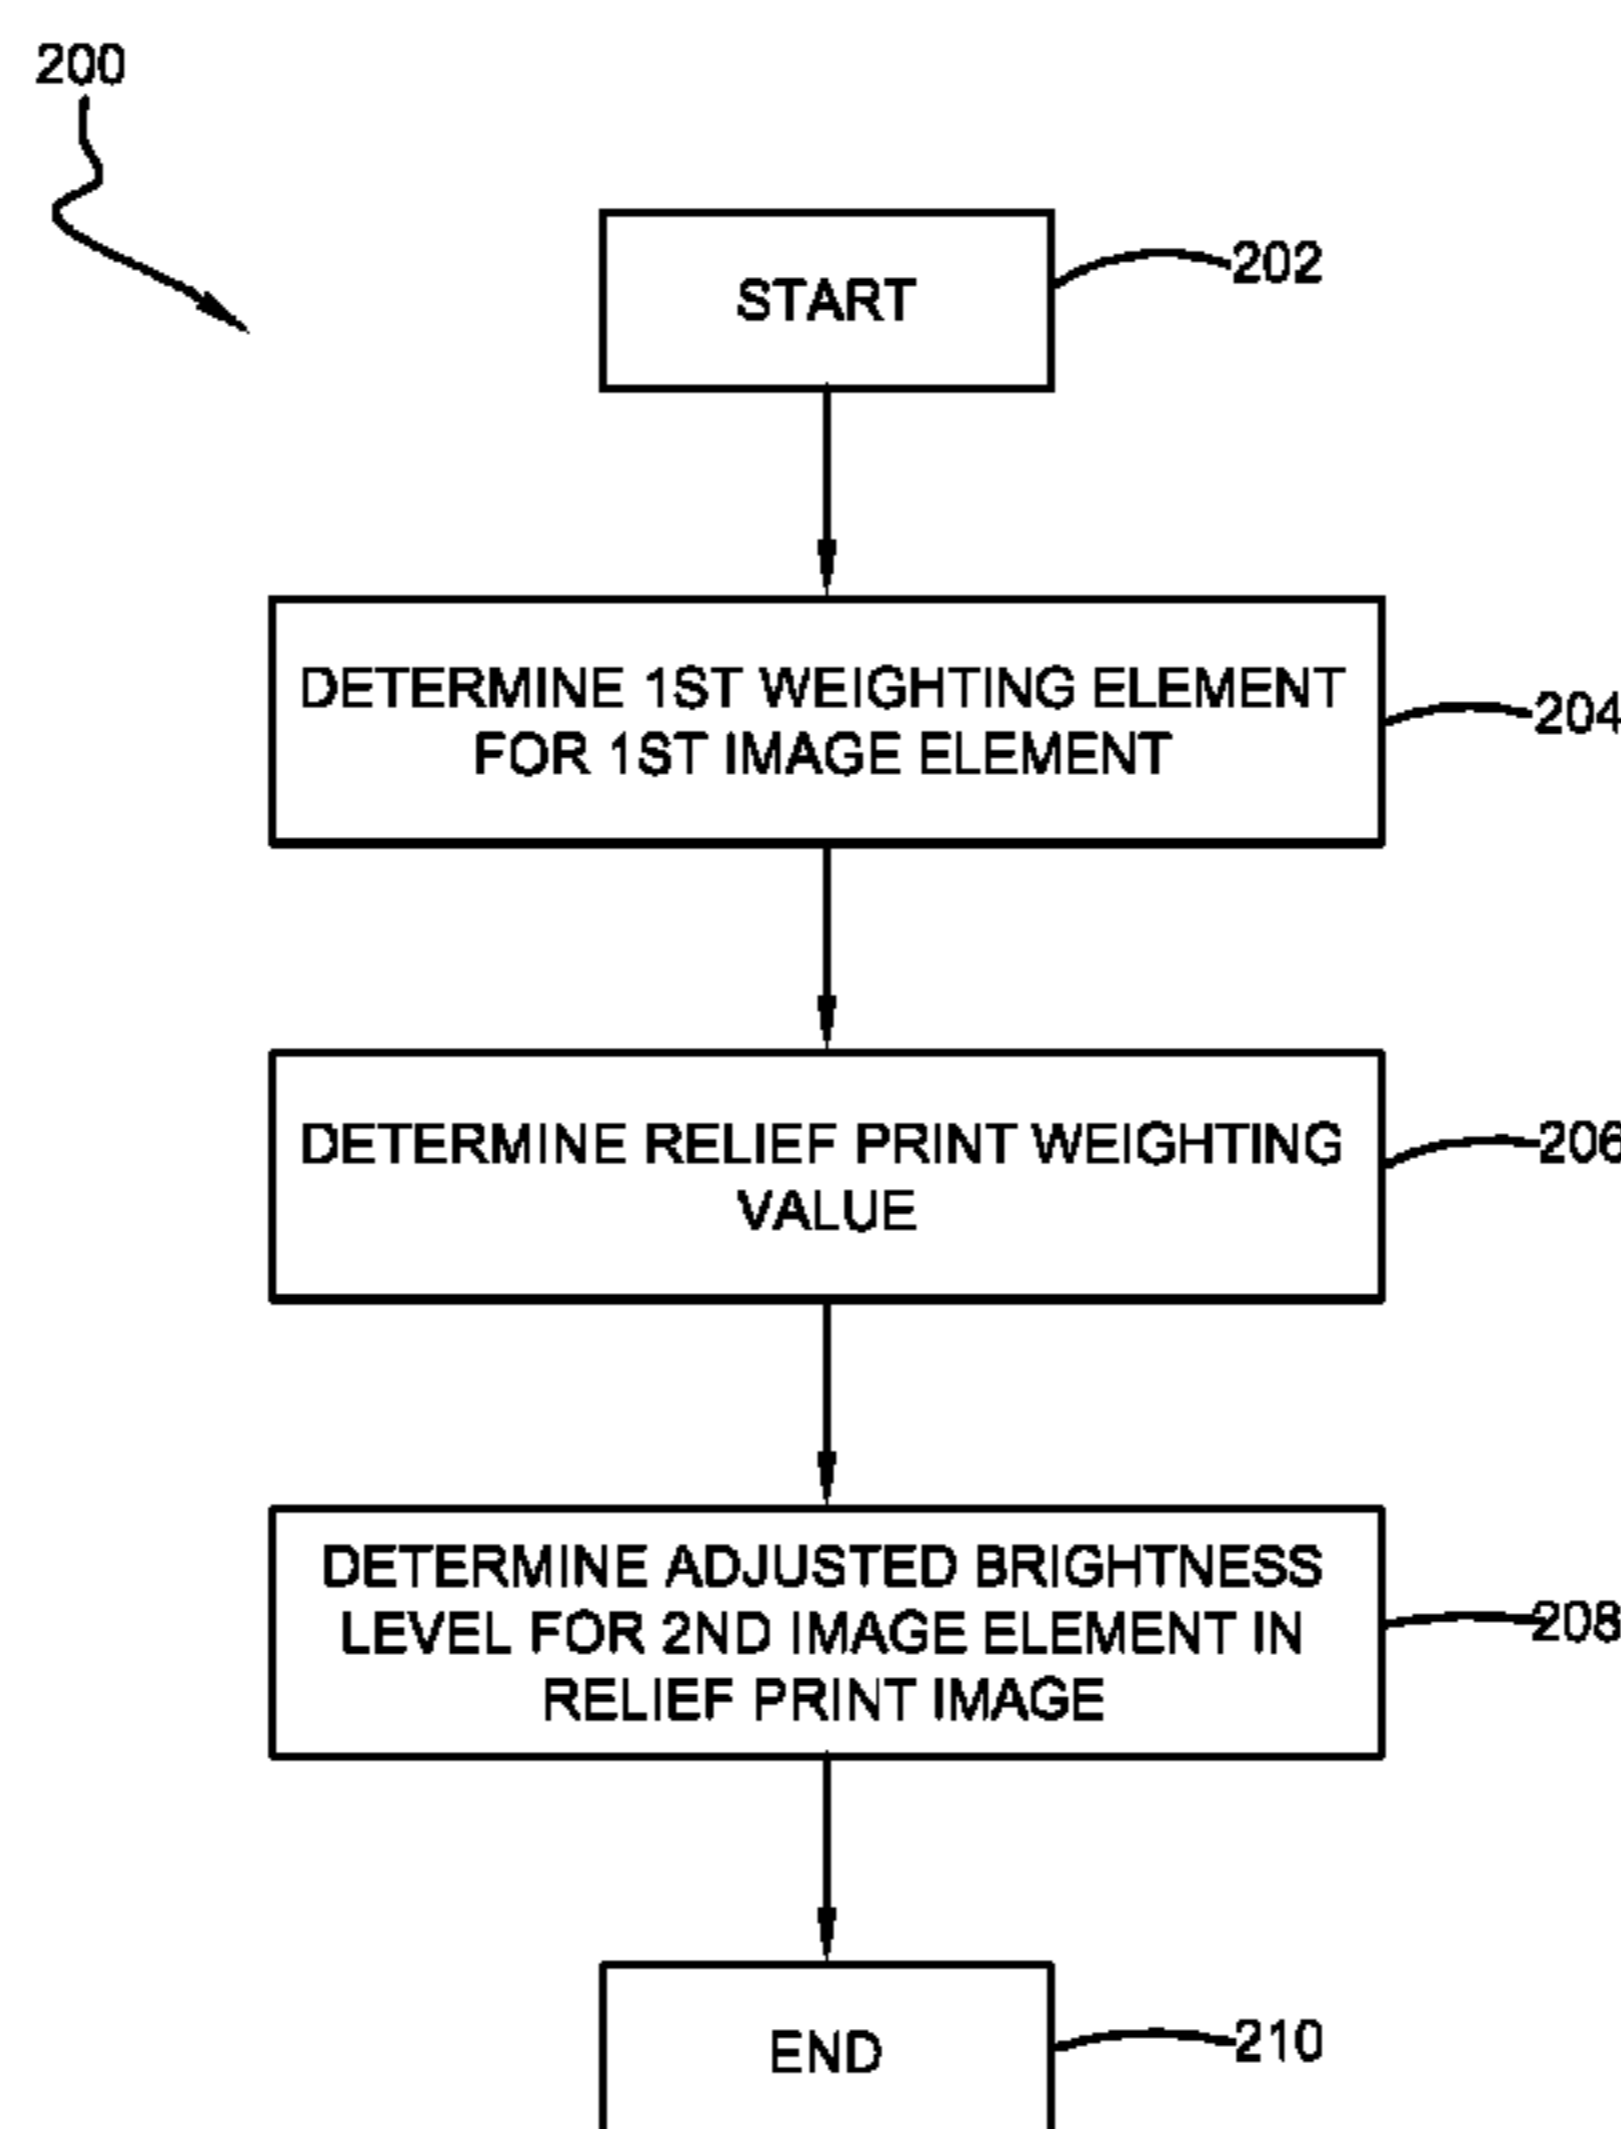 200
START
202
DETERMINE 1ST WEIGHTING ELEMENT
FOR 1ST IMAGE ELEMENT
204
DETERMINE RELIEF PRINT WEIGHTING
VALUE
206
DETERMINE ADJUSTED BRIGHTNESS
LEVEL FOR 2ND IMAGE ELEMENT IN
RELIEF PRINT IMAGE
208
END
210